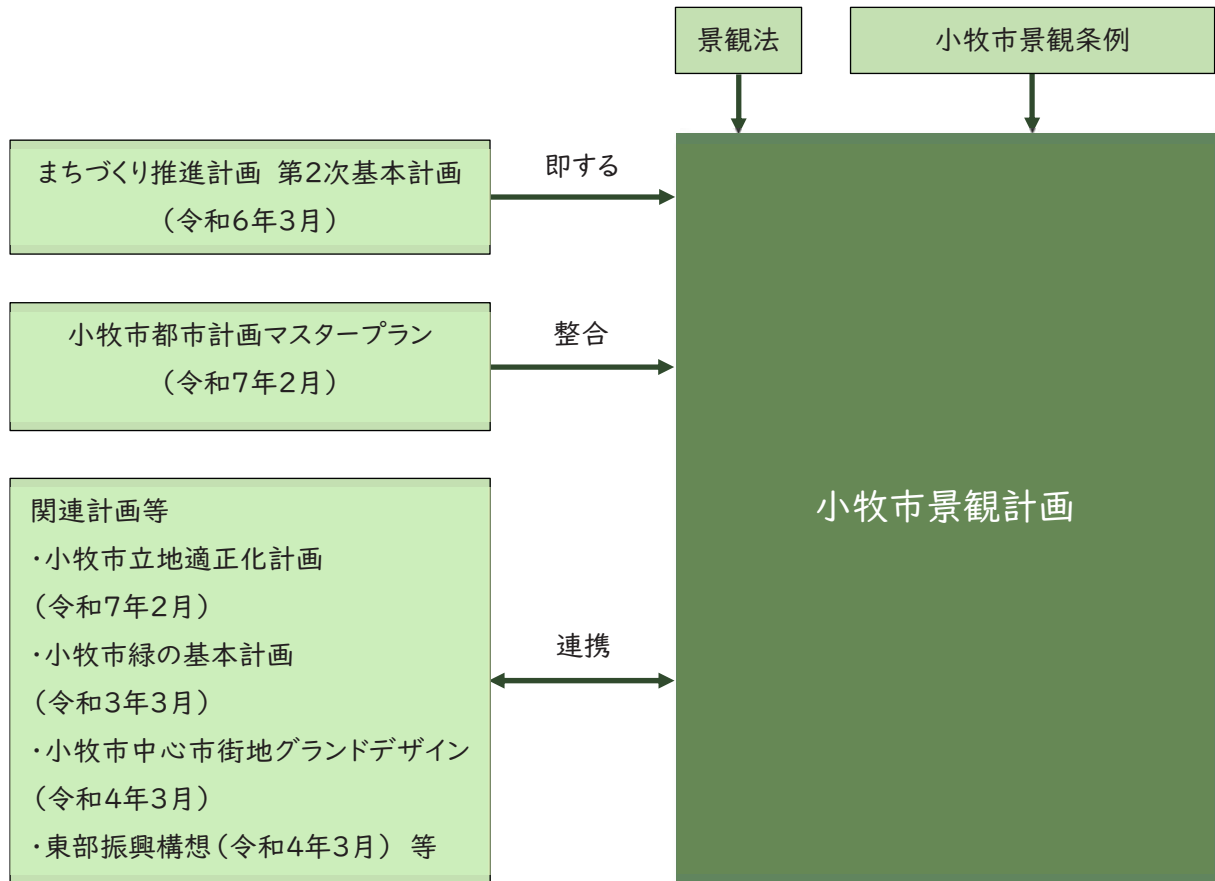 景観法
小牧市景観条例
まちづくり推進計画 第2次基本計画
(令和6年3月)
即する
小牧市都市計画マスタープラン
(令和7年2月)
整合
関連計画等
・小牧市立地適正化計画
(令和7年2月)
・小牧市緑の基本計画
(令和3年3月)
・小牧市中心市街地グランドデザイン
(令和4年3月)
・東部振興構想(令和4年3月) 等
連携
小牧市景観計画